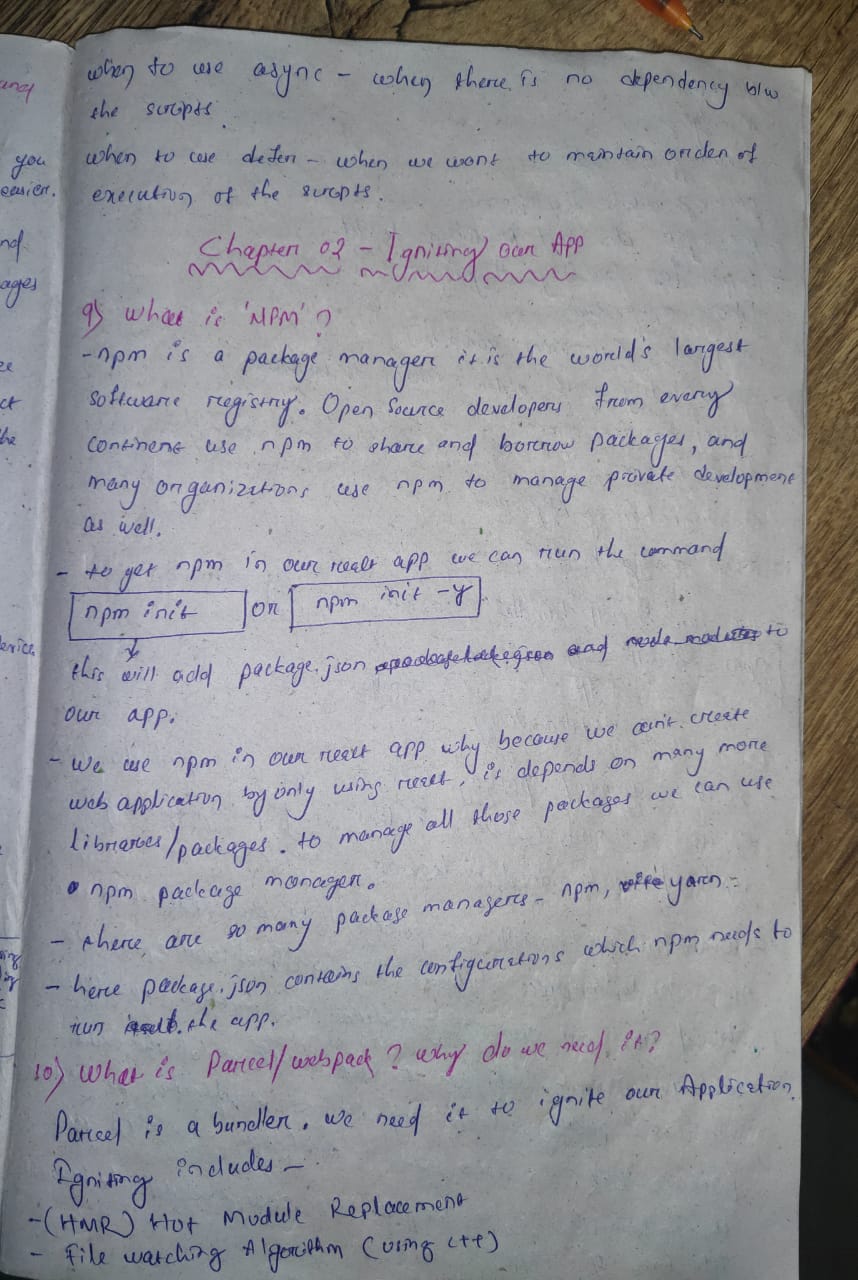 when to use async - when there is no dependency b/w
the scripts.
when to use defer - when we want to maintain order of
execution of the scripts.
Chapter 02 - Igniting our App
9) What is 'NPM'?
- npm is a package manager it is the world's largest
software registry. Open Source developers from every
continent use npm to share and borrow packages, and
many organizations use npm to manage private development
as well.
- to get npm in our react app we can run the command
npm init or npm init -y
this will add package.json and to
our app.
- we use npm in our react app why because we can't create
web application by only using react, it depends on many more
libraries/packages. to manage all those packages we can use
npm package manager.
- there are so many package managers - npm, yarn
- here package.json contains the configurations which npm needs to
run the app.
10) What is Parcel/webpack? why do we need it?
Parcel is a bundler. we need it to ignite our Application.
Igniting includes -
- (HMR) Hot Module Replacement
- File watching Algorithm (using C++)
you
easier.
ages